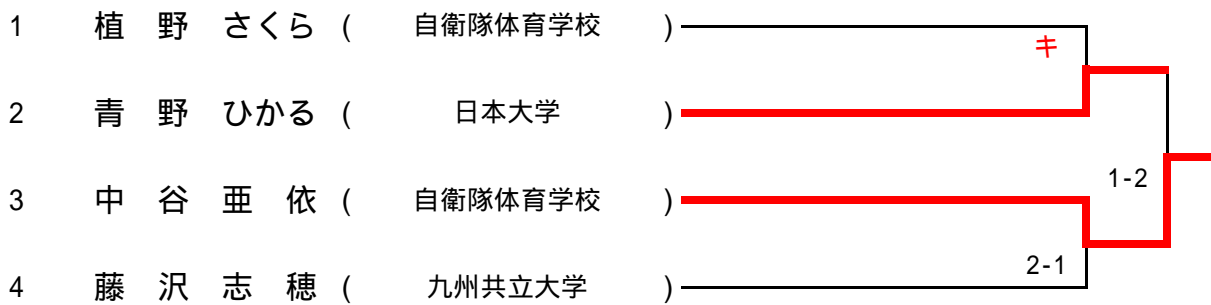 1 植野 さくら ( 自衛隊体育学校 )
キ
2 青野 ひかる ( 日本大学 )
1-2
3 中谷亜依 ( 自衛隊体育学校 )
2-1
4 藤沢志穂 ( 九州共立大学 )